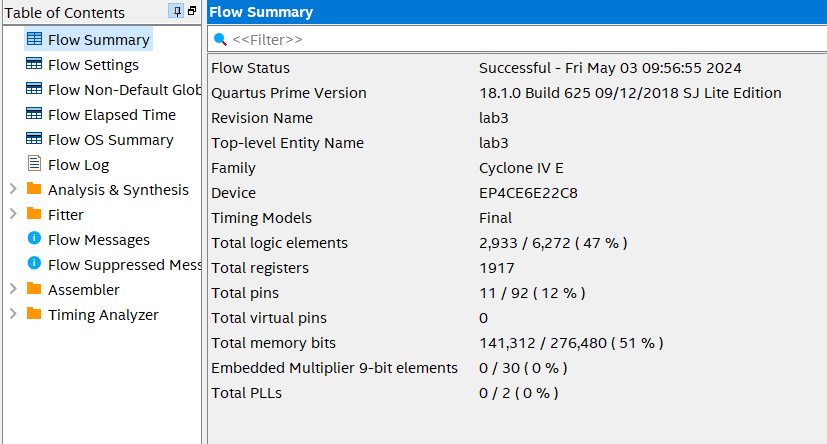 Table of Contents
Flow Summary
Flow Settings
Flow Non-Default Glob
Flow Elapsed Time
Flow OS Summary
Flow Log
Analysis & Synthesis
Fitter
Flow Messages
Flow Suppressed Mess
Assembler
Timing Analyzer
Flow Summary
<<Filter>>
Flow Status Successful - Fri May 03 09:56:55 2024
Quartus Prime Version 18.1.0 Build 625 09/12/2018 SJ Lite Edition
Revision Name lab3
Top-level Entity Name lab3
Family Cyclone IV E
Device EP4CE6E22C8
Timing Models Final
Total logic elements 2,933 / 6,272 ( 47 % )
Total registers 1917
Total pins 11 / 92 ( 12 % )
Total virtual pins 0
Total memory bits 141,312 / 276,480 ( 51 % )
Embedded Multiplier 9-bit elements 0 / 30 ( 0 % )
Total PLLs 0 / 2 ( 0 % )